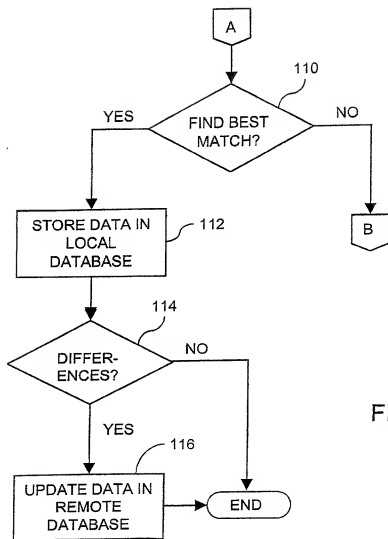 A
110
YES
FIND BEST
MATCH?
NO
STORE DATA IN
LOCAL
DATABASE
112
B
114
DIFFER-
ENCES?
NO
YES
116
UPDATE DATA IN
REMOTE
DATABASE
END
F